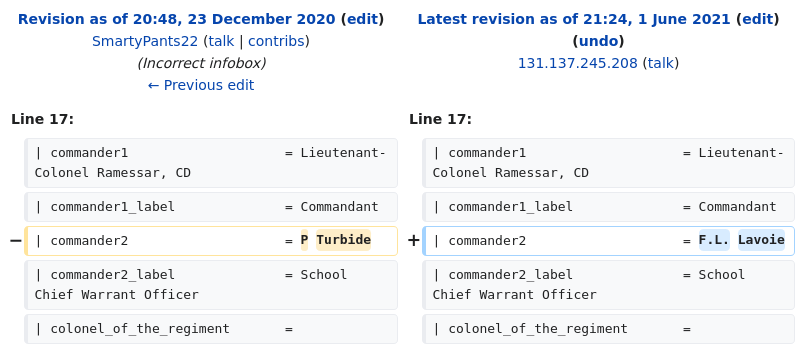 Revision as of 20:48, 23 December 2020 (edit)
SmartyPants22 (talk | contribs)
(Incorrect infobox)
← Previous edit
Latest revision as of 21:24, 1 June 2021 (edit)
(undo)
131.137.245.208 (talk)
Line 17:
| commander1 = Lieutenant-
Colonel Ramessar, CD
| commander1_label = Commandant
− | commander2 = P Turbide
| commander2_label = School
Chief Warrant Officer
| colonel_of_the_regiment =
Line 17:
| commander1 = Lieutenant-
Colonel Ramessar, CD
| commander1_label = Commandant
+ | commander2 = F.L. Lavoie
| commander2_label = School
Chief Warrant Officer
| colonel_of_the_regiment =